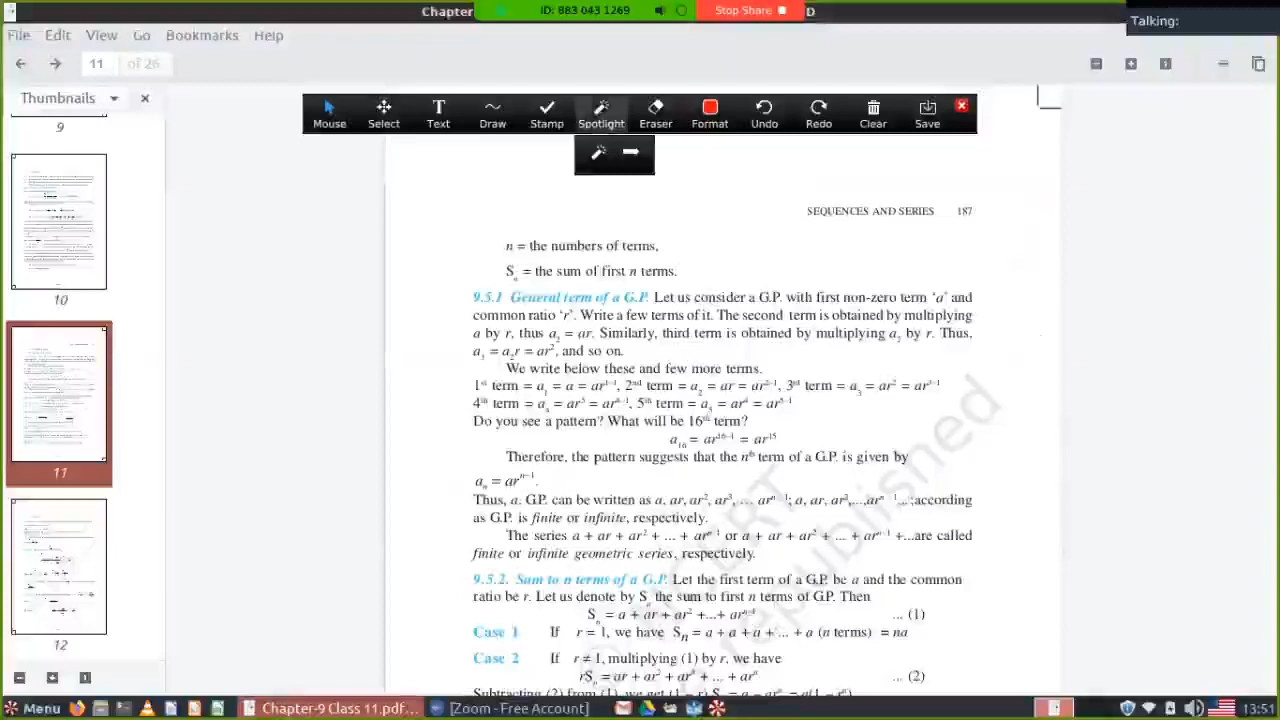 Chapter
ID: 883 043 1269
Stop Share
D
Talking:
File Edit View Go Bookmarks Help
11 of 26
Thumbnails
Mouse Select Text Draw Stamp Spotlight Eraser Format Undo Redo Clear Save
9
10
11
12
SEQUENCES AND SERIES 187
n = the numbers of terms,
Sₙ = the sum of first n terms.
9.5.1 General term of a G.P. Let us consider a G.P. with first non-zero term ‘a’ and
common ratio ‘r’. Write a few terms of it. The second term is obtained by multiplying
a by r, thus a₂ = ar. Similarly, third term is obtained by multiplying a₂ by r. Thus,
a₃ = a₂r = ar², and so on.
We write below these and few more terms.
1ˢᵗ term = a₁ = a = ar¹⁻¹, 2ⁿᵈ term = a₂ = ar = ar²⁻¹, 3ʳᵈ term = a₃ = ar² = ar³⁻¹
4ᵗʰ term = a₄ = ar³ = ar⁴⁻¹, 5ᵗʰ term = a₅ = ar⁴ = ar⁵⁻¹
Do you see a pattern? What will be 16ᵗʰ term?
a₁₆ = ar¹⁶⁻¹ = ar¹⁵
Therefore, the pattern suggests that the nᵗʰ term of a G.P. is given by
aₙ = arⁿ⁻¹.
Thus, a, G.P. can be written as a, ar, ar², ar³, … arⁿ⁻¹; a, ar, ar²,...,arⁿ⁻¹...;according
as G.P. is finite or infinite, respectively.
The series a + ar + ar² + ... + arⁿ⁻¹ or a + ar + ar² + ... + arⁿ⁻¹ +...are called
finite or infinite geometric series, respectively.
9.5.2. Sum to n terms of a G.P. Let the first term of a G.P. be a and the common
ratio be r. Let us denote by Sₙ the sum to first n terms of G.P. Then
Sₙ = a + ar + ar² +...+ arⁿ⁻¹ ... (1)
Case 1 If r = 1, we have Sₙ = a + a + a + ... + a (n terms) = na
Case 2 If r ≠ 1, multiplying (1) by r, we have
rSₙ = ar + ar² + ar³ + ... + arⁿ ... (2)
Subtracting (2) from (1), we get (1 – r) Sₙ = a – arⁿ = a(1 – rⁿ)
republished
Menu Chapter-9 Class 11.pdf... [Zoom - Free Account] 13:51